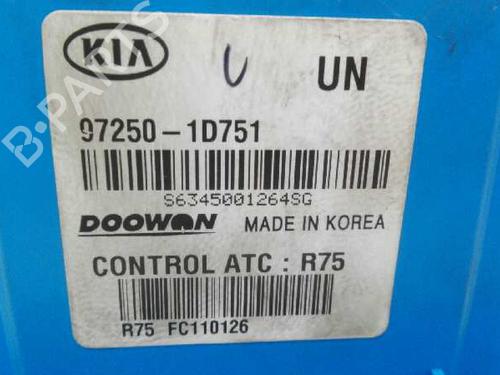 KIA
U
UN
97250-1D751
S6345001264SG
DOOWON
MADE IN KOREA
CONTROL ATC : R75
R75 FC110126
B-PARTS